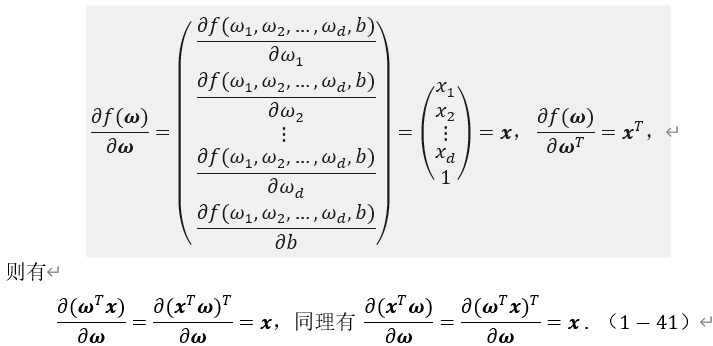 ∂f(𝝎)/∂𝝎 = (∂f(ω₁, ω₂, …, ω_d, b)/∂ω₁ ∂f(ω₁, ω₂, …, ω_d, b)/∂ω₂ ⋮ ∂f(ω₁, ω₂, …, ω_d, b)/∂ω_d ∂f(ω₁, ω₂, …, ω_d, b)/∂b) = (x₁ x₂ ⋮ x_d 1) = 𝒙， ∂f(𝝎)/∂𝝎ᵀ = 𝒙ᵀ，
则有
∂(𝝎ᵀ𝒙)/∂𝝎 = ∂(𝒙ᵀ𝝎)ᵀ/∂𝝎 = 𝒙，同理有 ∂(𝒙ᵀ𝝎)/∂𝝎 = ∂(𝝎ᵀ𝒙)ᵀ/∂𝝎 = 𝒙 .（1 − 41）